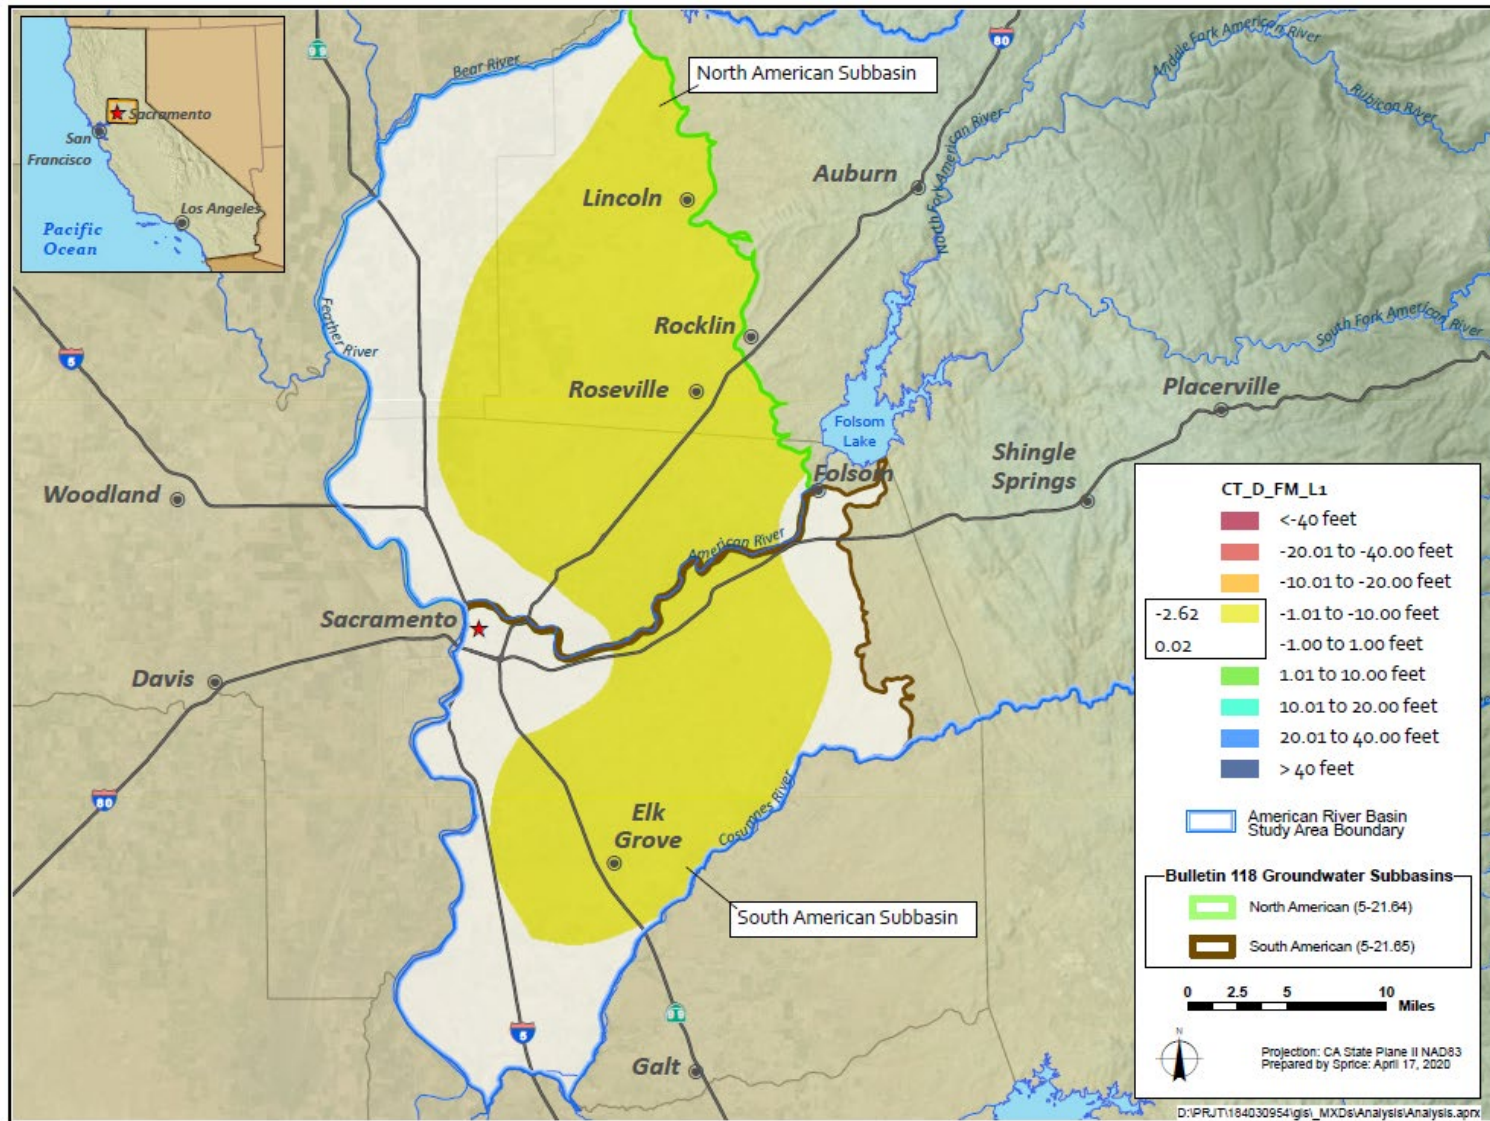 99
Bear River
North American Subbasin
80
Middle Fork American River
Rubicon River
Sacramento
San
Francisco
Los Angeles
Pacific
Ocean
Auburn
North Fork American River
Lincoln
Feather River
Rocklin
South Fork American River
5
Roseville
Placerville
Folsom
Lake
Shingle
Springs
Woodland
Folsom
American River
Sacramento
Davis
80
Elk
Grove
Cosumnes River
South American Subbasin
99
5
Galt
CT_D_FM_L1
<-40 feet
-20.01 to -40.00 feet
-10.01 to -20.00 feet
-2.62 -1.01 to -10.00 feet
0.02 -1.00 to 1.00 feet
1.01 to 10.00 feet
10.01 to 20.00 feet
20.01 to 40.00 feet
> 40 feet
American River Basin
Study Area Boundary
Bulletin 118 Groundwater Subbasins
North American (5-21.64)
South American (5-21.65)
0 2.5 5 10
Miles
N
Projection: CA State Plane II NAD83
Prepared by Sprice: April 17, 2020
D:\PRJT\184030954\gis\_MXDs\Analysis\Analysis.aprx